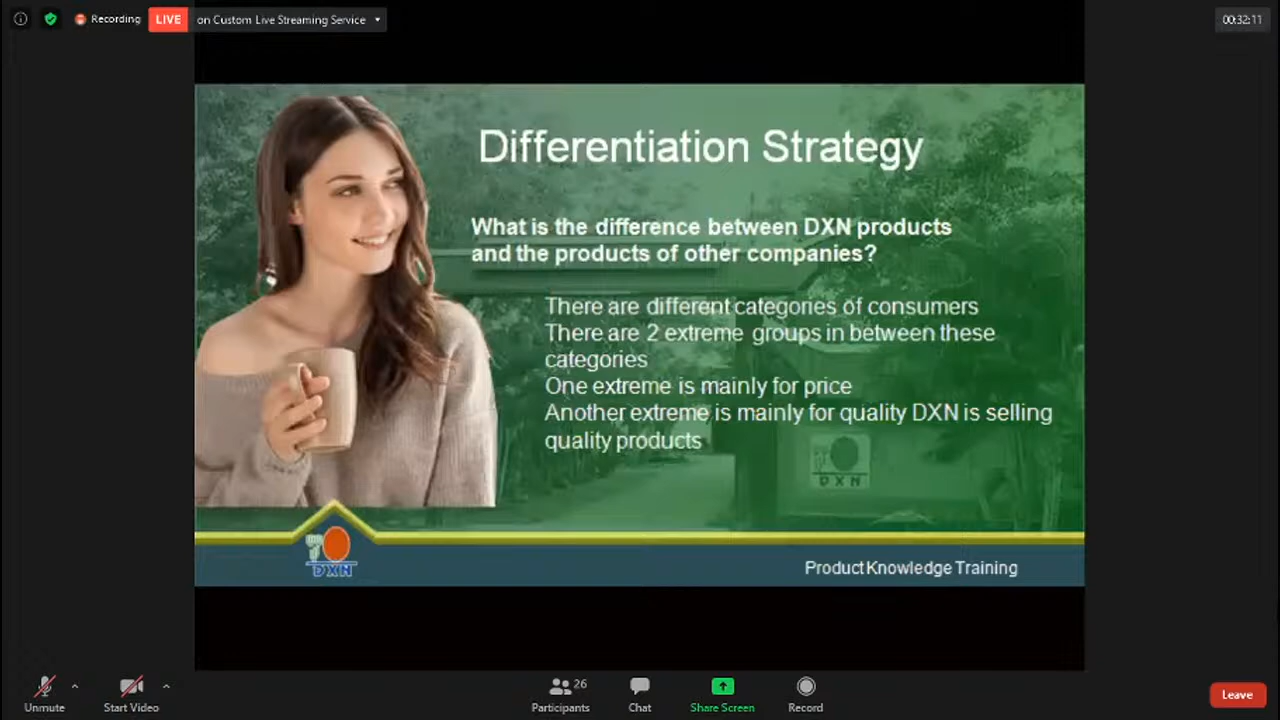 Recording
LIVE
on Custom Live Streaming Service
00:32:11
Differentiation Strategy
What is the difference between DXN products
and the products of other companies?
There are different categories of consumers
There are 2 extreme groups in between these
categories
One extreme is mainly for price
Another extreme is mainly for quality DXN is selling
quality products
DXN
DXN
Product Knowledge Training
Unmute
Start Video
26
Participants
Chat
Share Screen
Record
Leave